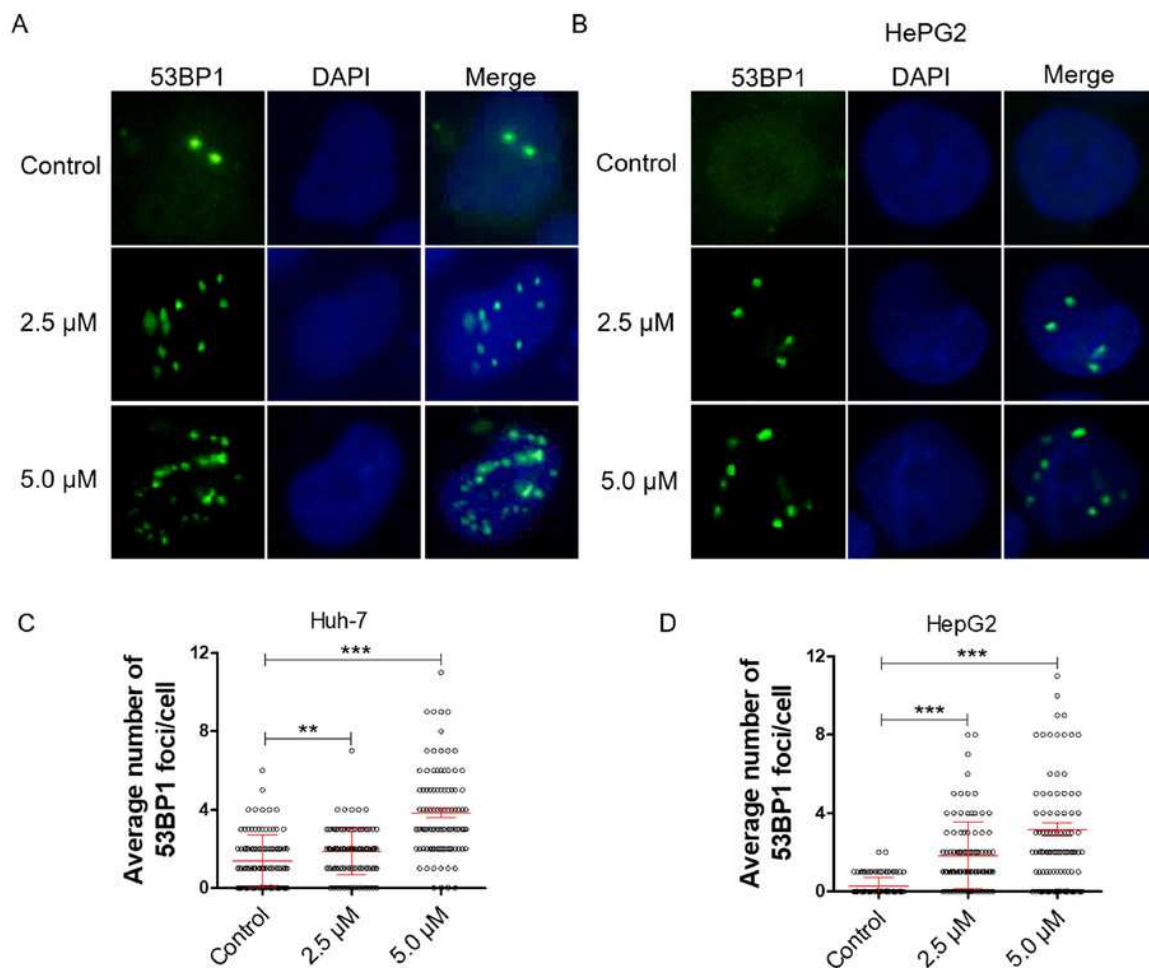 A
53BP1 DAPI Merge
Control
2.5 µM
5.0 µM
B
HePG2
53BP1 DAPI Merge
Control
2.5 µM
5.0 µM
C
Huh-7
Average number of
53BP1 foci/cell
12
8
4
0
***
**
Control 2.5 µM 5.0 µM
D
HepG2
Average number of
53BP1 foci/cell
12
8
4
0
***
***
Control 2.5 µM 5.0 µM